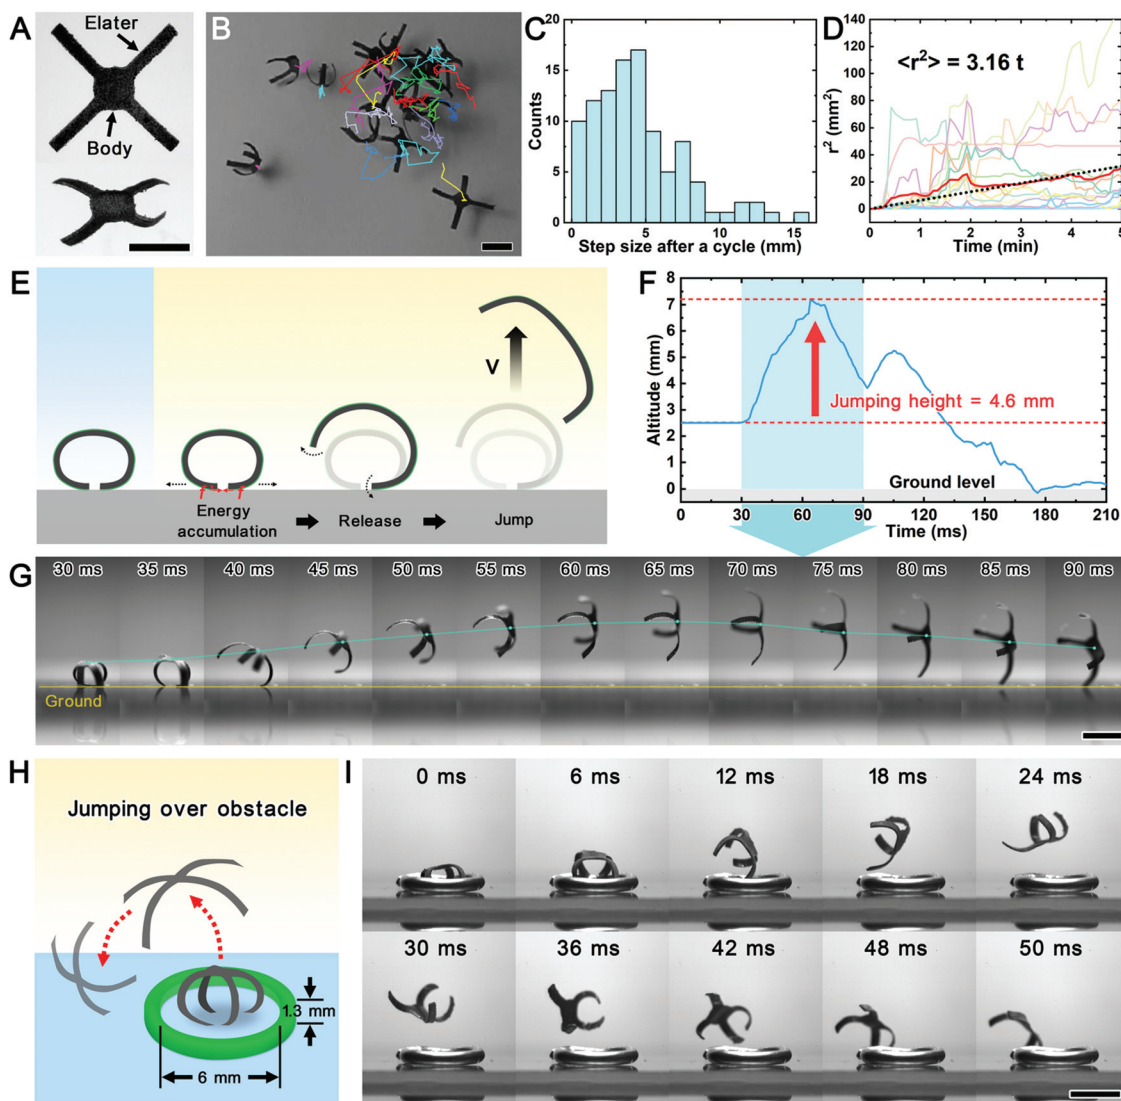 A
Elater
Body
B
C
Counts
20
15
10
5
0
0
5
10
15
Step size after a cycle (mm)
D
<r²> = 3.16 t
r² (mm²)
140
120
100
80
60
40
20
0
0
1
2
3
4
5
Time (min)
E
V
Energy
accumulation
Release
Jump
F
Altitude (mm)
8
7
6
5
4
3
2
1
0
Jumping height = 4.6 mm
Ground level
0
30
60
90
120
150
180
210
Time (ms)
G
30 ms
35 ms
40 ms
45 ms
50 ms
55 ms
60 ms
65 ms
70 ms
75 ms
80 ms
85 ms
90 ms
Ground
H
Jumping over obstacle
1.3 mm
6 mm
I
0 ms
6 ms
12 ms
18 ms
24 ms
30 ms
36 ms
42 ms
48 ms
50 ms